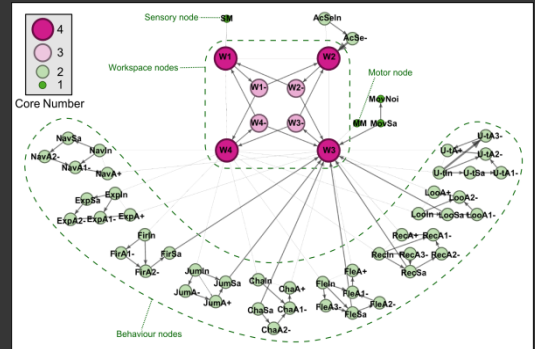 4
3
2
1
Core Number
Sensory node
SM
AcSeIn
AcSe-
W1
W2
Workspace nodes
W1-
W2-
Motor node
MovNoi
W4-
W3-
MM
MovSa
W4
W3
NavSa
NavIn
NavA2-
NavA1-
NavA+
ExpSa
ExpIn
ExpA2-
ExpA1-
ExpA+
FirIn
FirA1-
FirSa
FirA2-
JumIn
JumSa
JumA-
JumA+
ChaIn
ChaA+
ChaSa
ChaA1-
ChaA2-
FleIn
FleA+
FleA1-
FleA3-
FleA2-
FleSa
RecA+
RecA1-
RecIn
RecA3-
RecA2-
RecSa
LooA+
LooA2-
LooIn
LooSa
LooA1-
U-tA3-
U-tA+
U-tA2-
U-tIn
U-tSa
U-tA1-
Behaviour nodes